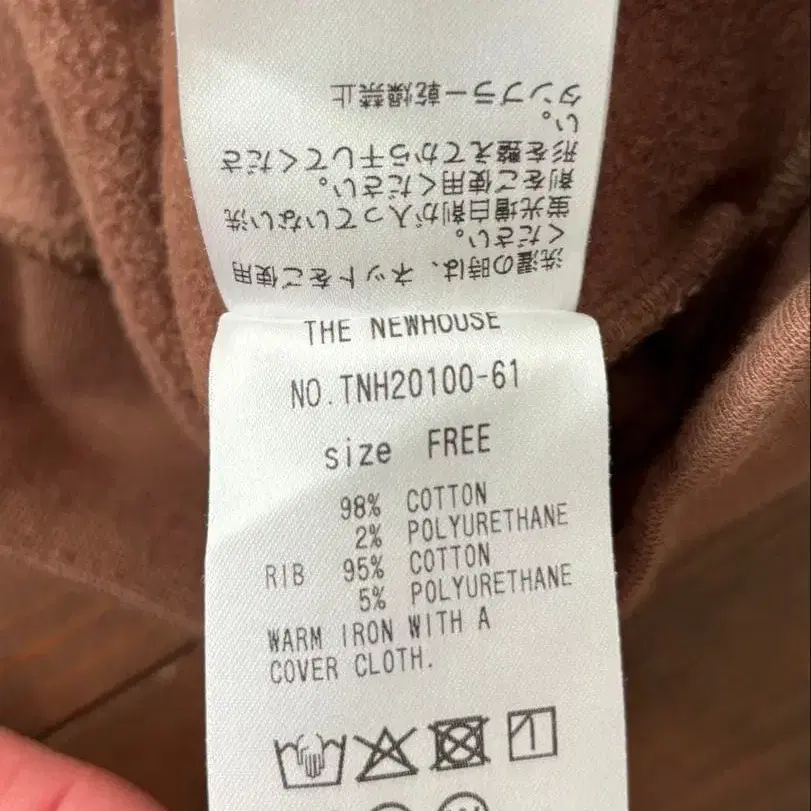 洗濯の時は、ネットをご使用
ください。
蛍光増白剤が入っていない洗
剤をご使用ください。
形を整えてから干してくださ
い。
タンブラー乾燥禁止
THE NEWHOUSE
NO.TNH20100-61
size FREE
98% COTTON
2% POLYURETHANE
RIB 95% COTTON
5% POLYURETHANE
WARM IRON WITH A
COVER CLOTH.